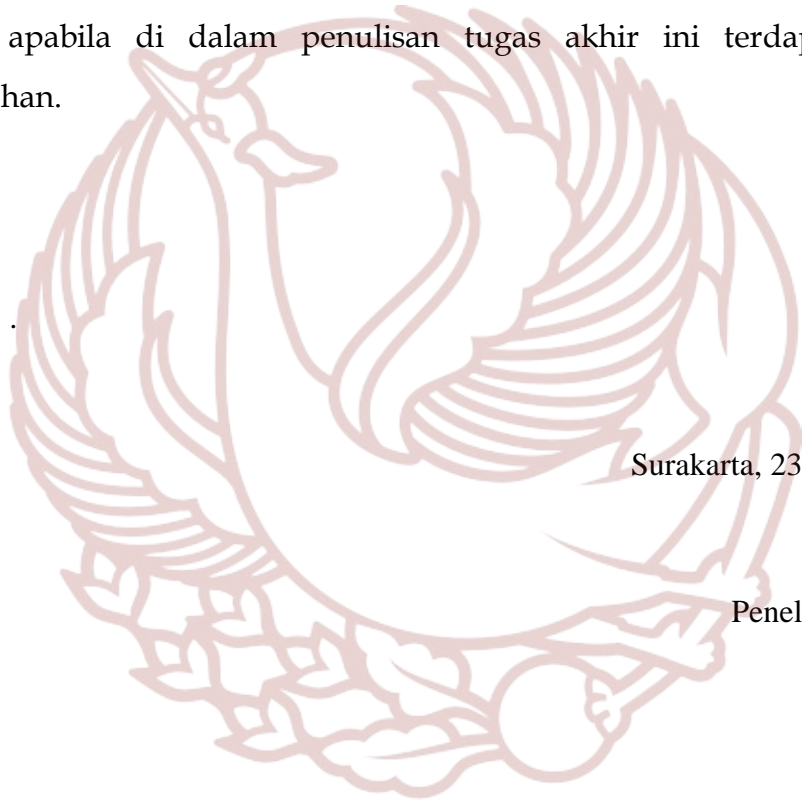 apabila di dalam penulisan tugas akhir ini terdap
han.
.
Surakarta, 23
Penel